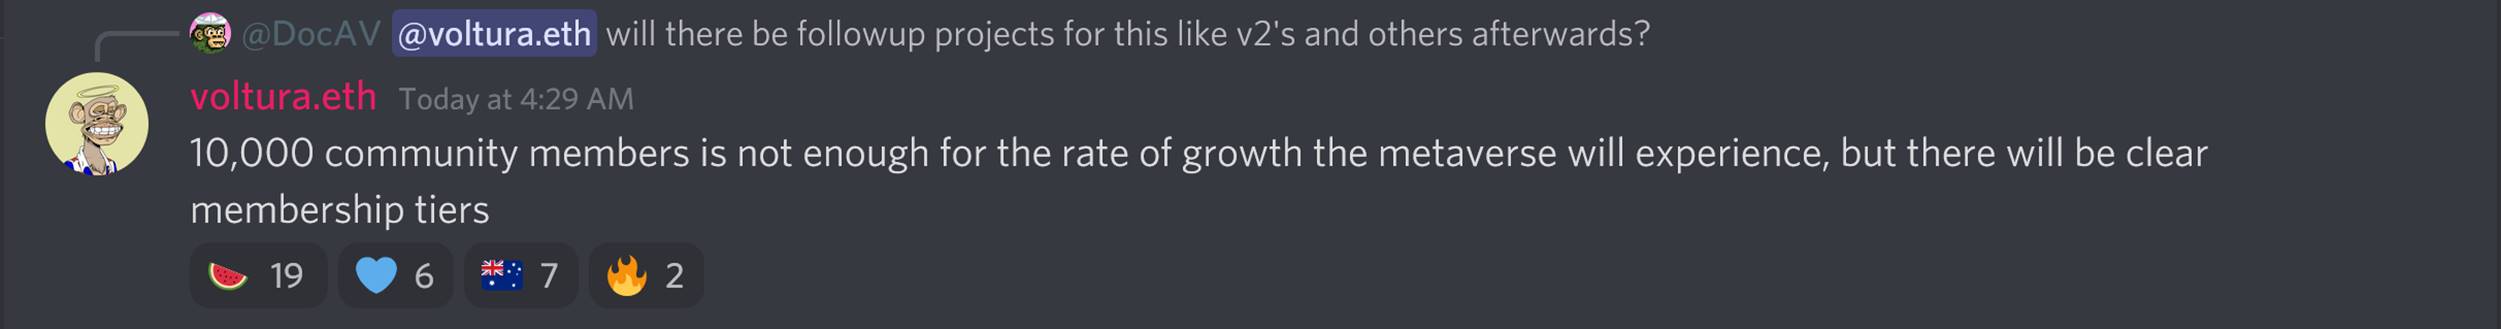 @DocAV @voltura.eth will there be followup projects for this like v2's and others afterwards?
voltura.eth Today at 4:29 AM
10,000 community members is not enough for the rate of growth the metaverse will experience, but there will be clear
membership tiers
19 6 7 2